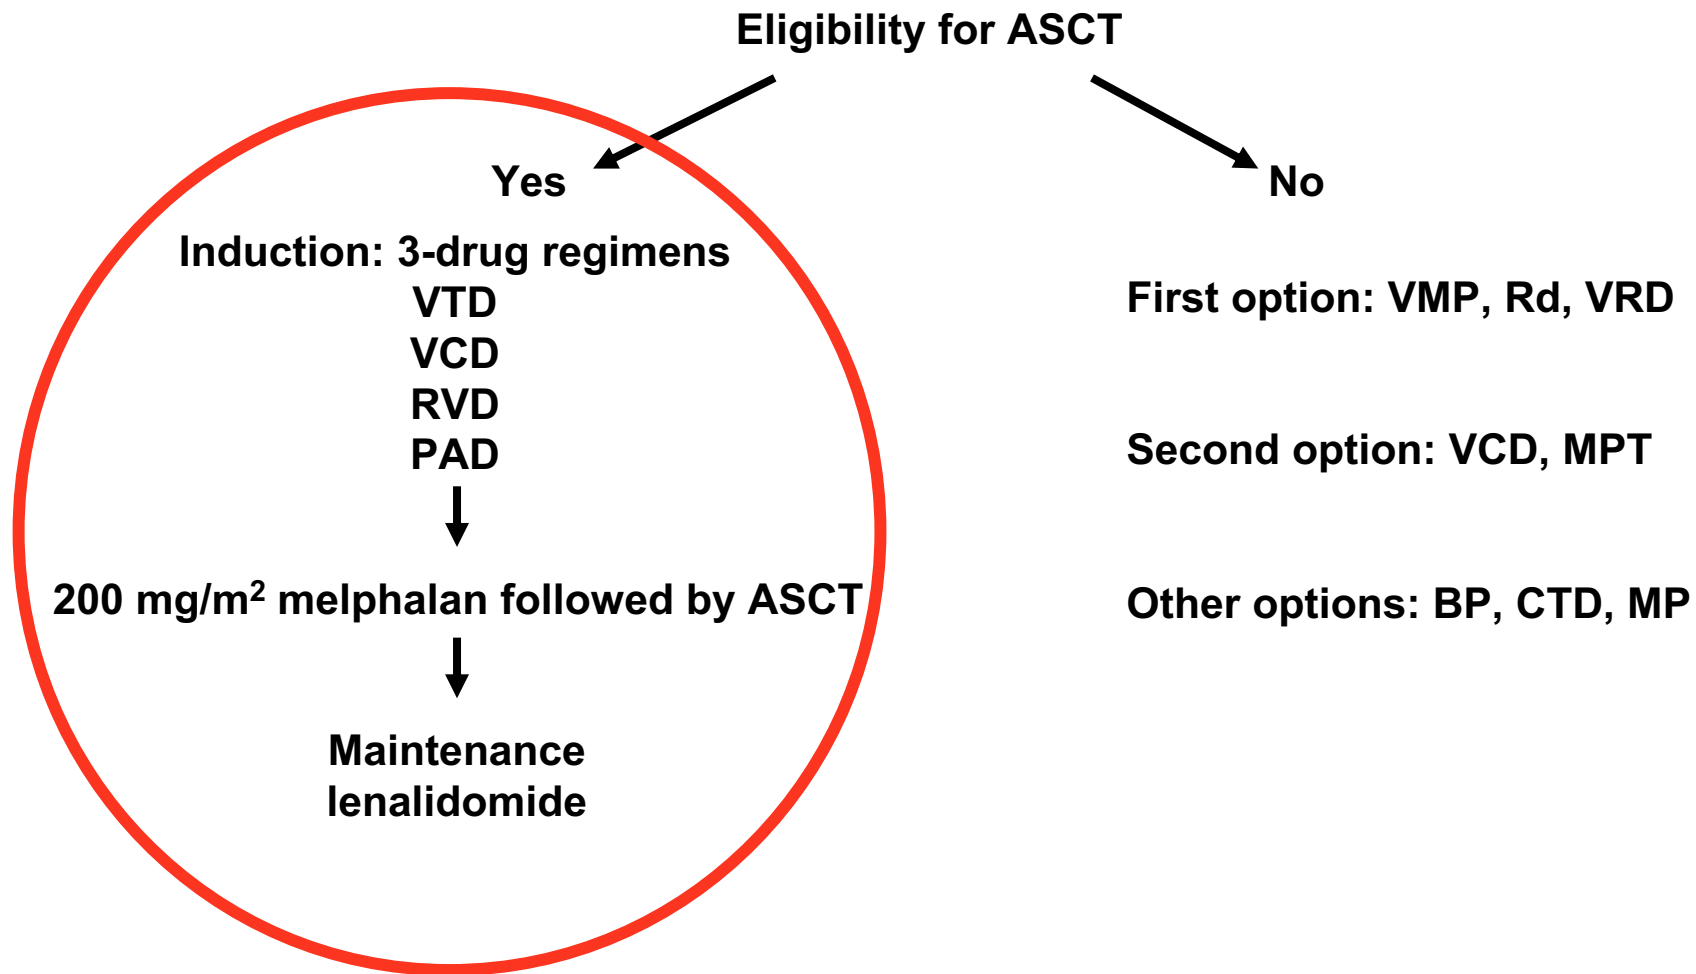 Eligibility for ASCT
Yes
Induction: 3-drug regimens
VTD
VCD
RVD
PAD
200 mg/m² melphalan followed by ASCT
Maintenance
lenalidomide
No
First option: VMP, Rd, VRD
Second option: VCD, MPT
Other options: BP, CTD, MP